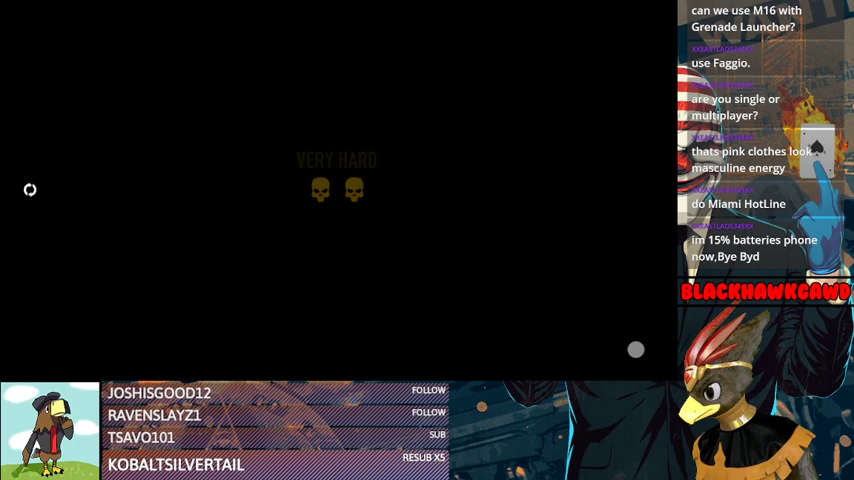 VERY HARD
can we use M16 with
Grenade Launcher?
use Faggio.
are you single or
multiplayer?
thats pink clothes look
masculine energy
do Miami HotLine
im 15% batteries phone
now,Bye Byd
BLACKHAWKGAWD
JOSHISGOOD12 FOLLOW
RAVENSLAYZ1 FOLLOW
TSAVO101 SUB
KOBALTSILVERTAIL RESUB X5